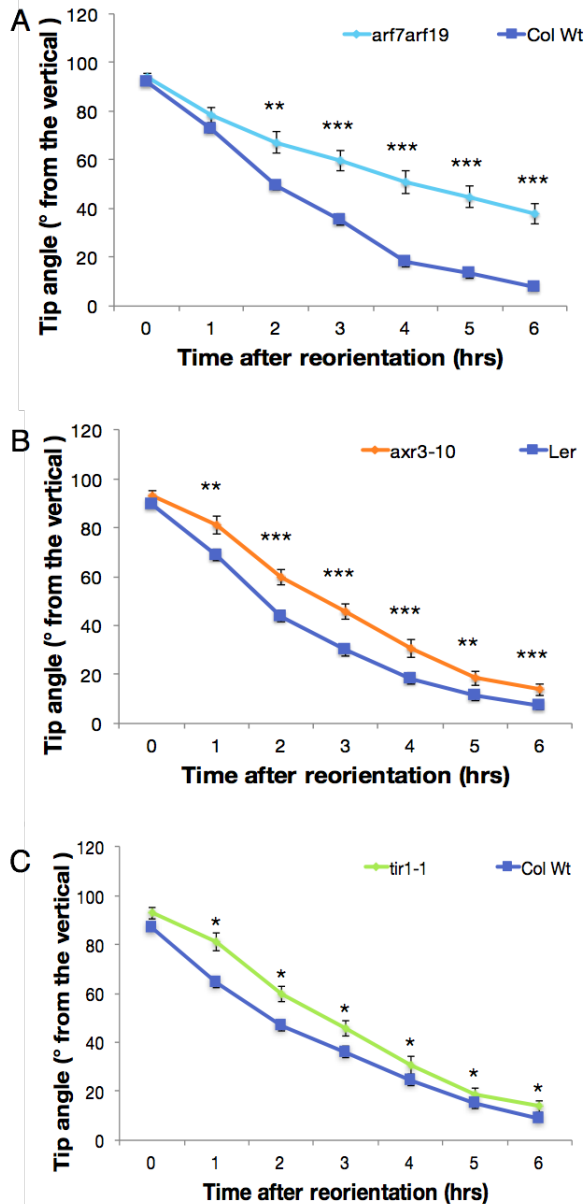 A
arf7arf19 Col Wt
120
100
80
60
40
20
0
Tip angle (° from the vertical )
** *** *** *** ***
0 1 2 3 4 5 6
Time after reorientation (hrs)
B
axr3-10 Ler
120
100
80
60
40
20
0
Tip angle (° from the vertical )
** *** *** *** ** ***
0 1 2 3 4 5 6
Time after reorientation (hrs)
C
tir1-1 Col Wt
120
100
80
60
40
20
0
Tip angle (° from the vertical )
* * * * * *
0 1 2 3 4 5 6
Time after reorientation (hrs)